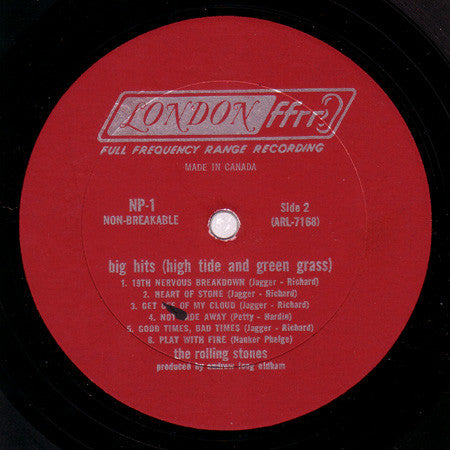 LONDON ffrr
FULL FREQUENCY RANGE RECORDING
MADE IN CANADA
NP-1
NON-BREAKABLE
Side 2
(ARL-7168)
big hits (high tide and green grass)
1. 19TH NERVOUS BREAKDOWN (Jagger - Richard)
2. HEART OF STONE (Jagger - Richard)
3. GET OFF OF MY CLOUD (Jagger - Richard)
4. NOT FADE AWAY (Petty - Hardin)
5. GOOD TIMES, BAD TIMES (Jagger - Richard)
6. PLAY WITH FIRE (Nanker Phelge)
the rolling stones
produced by andrew loog oldham